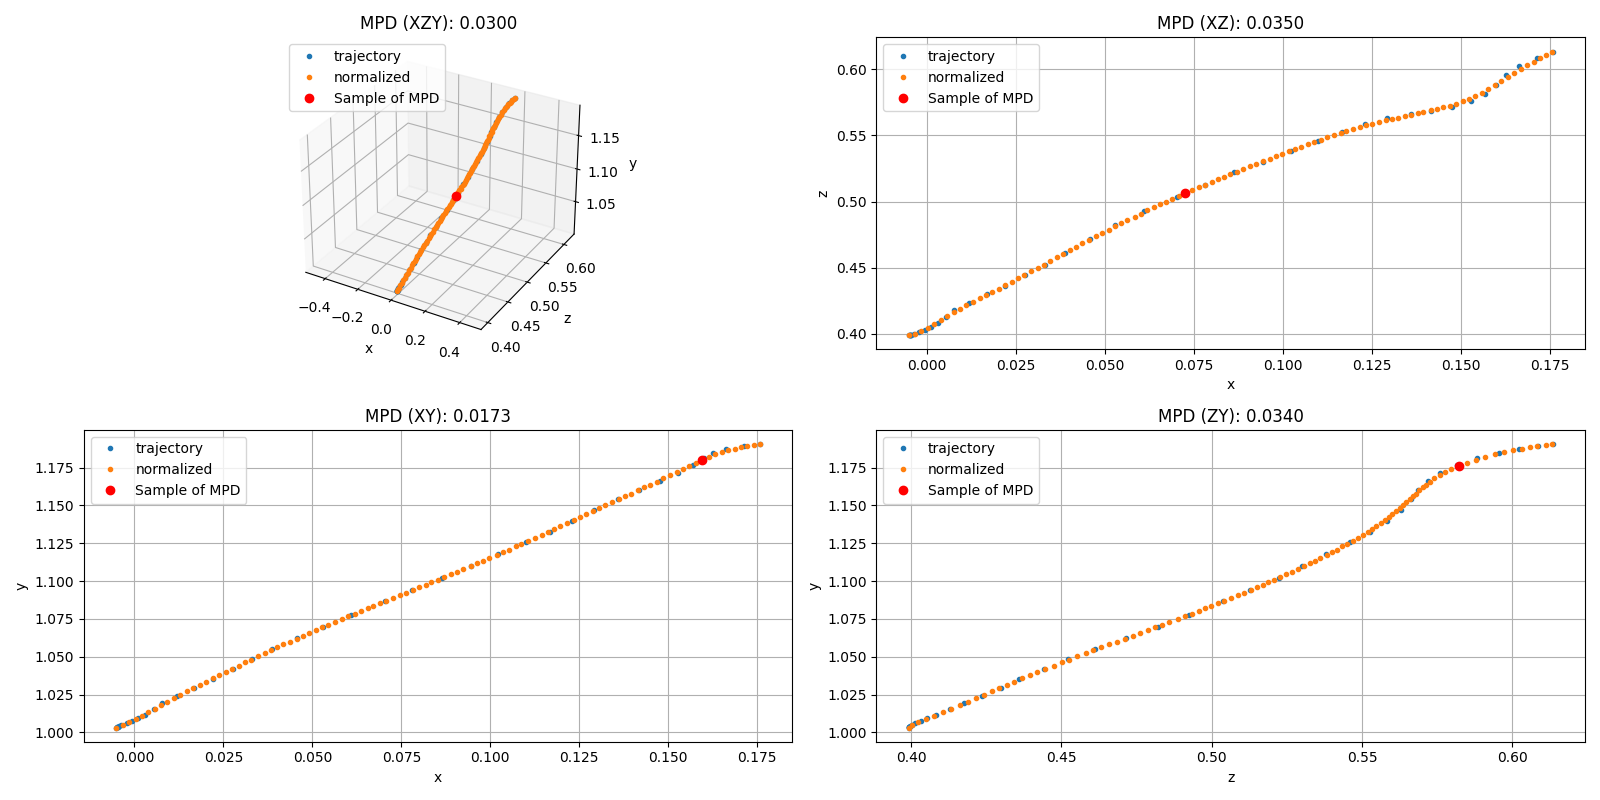 MPD (XZY): 0.0300
trajectory
normalized
Sample of MPD
1.15
1.10
1.05
y
−0.4
−0.2
0.0
0.2
0.4
x
0.40
0.45
0.50
0.55
0.60
z
MPD (XZ): 0.0350
trajectory
normalized
Sample of MPD
0.60
0.55
0.50
0.45
0.40
z
0.000 0.025 0.050 0.075 0.100 0.125 0.150 0.175
x
MPD (XY): 0.0173
trajectory
normalized
Sample of MPD
1.175
1.150
1.125
1.100
1.075
1.050
1.025
1.000
y
0.000 0.025 0.050 0.075 0.100 0.125 0.150 0.175
x
MPD (ZY): 0.0340
trajectory
normalized
Sample of MPD
1.175
1.150
1.125
1.100
1.075
1.050
1.025
1.000
y
0.40 0.45 0.50 0.55 0.60
z